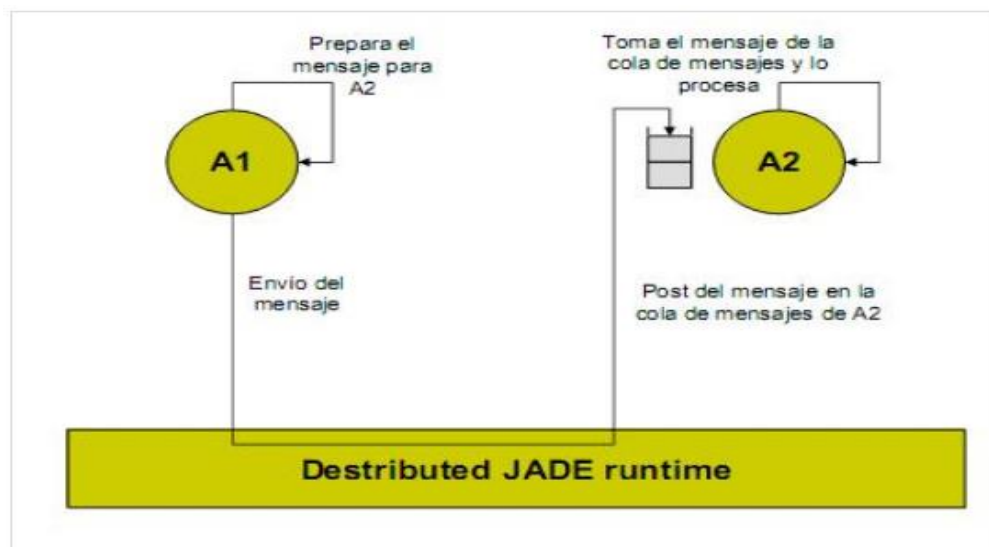 Prepara el
mensaje para
A2
Toma el mensaje de la
cola de mensajes y lo
procesa
A1
A2
Envío del
mensaje
Post del mensaje en la
cola de mensajes de A2
Destributed JADE runtime